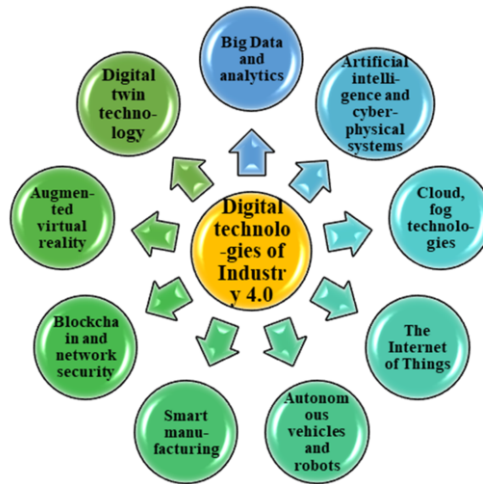 Big Data
and
analytics
Artificial
intelli-
gence and
cyber-
physical
systems
Cloud,
fog
technolo-
gies
The
Internet
of Things
Autonom
ous
vehicles
and
robots
Smart
manu-
facturing
Blockcha
in and
network
security
Augmen-
ted
virtual
reality
Digital
twin
techno-
logy
Digital
technolo
-gies of
Industr
y 4.0